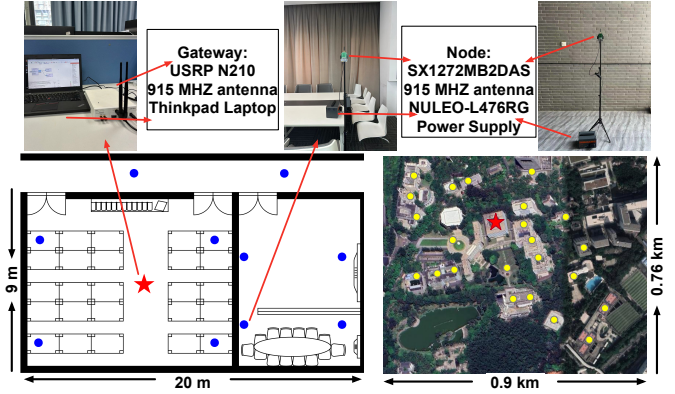 Gateway:
USRP N210
915 MHZ antenna
Thinkpad Laptop
Node:
SX1272MB2DAS
915 MHZ antenna
NULEO-L476RG
Power Supply
9 m
20 m
0.76 km
0.9 km